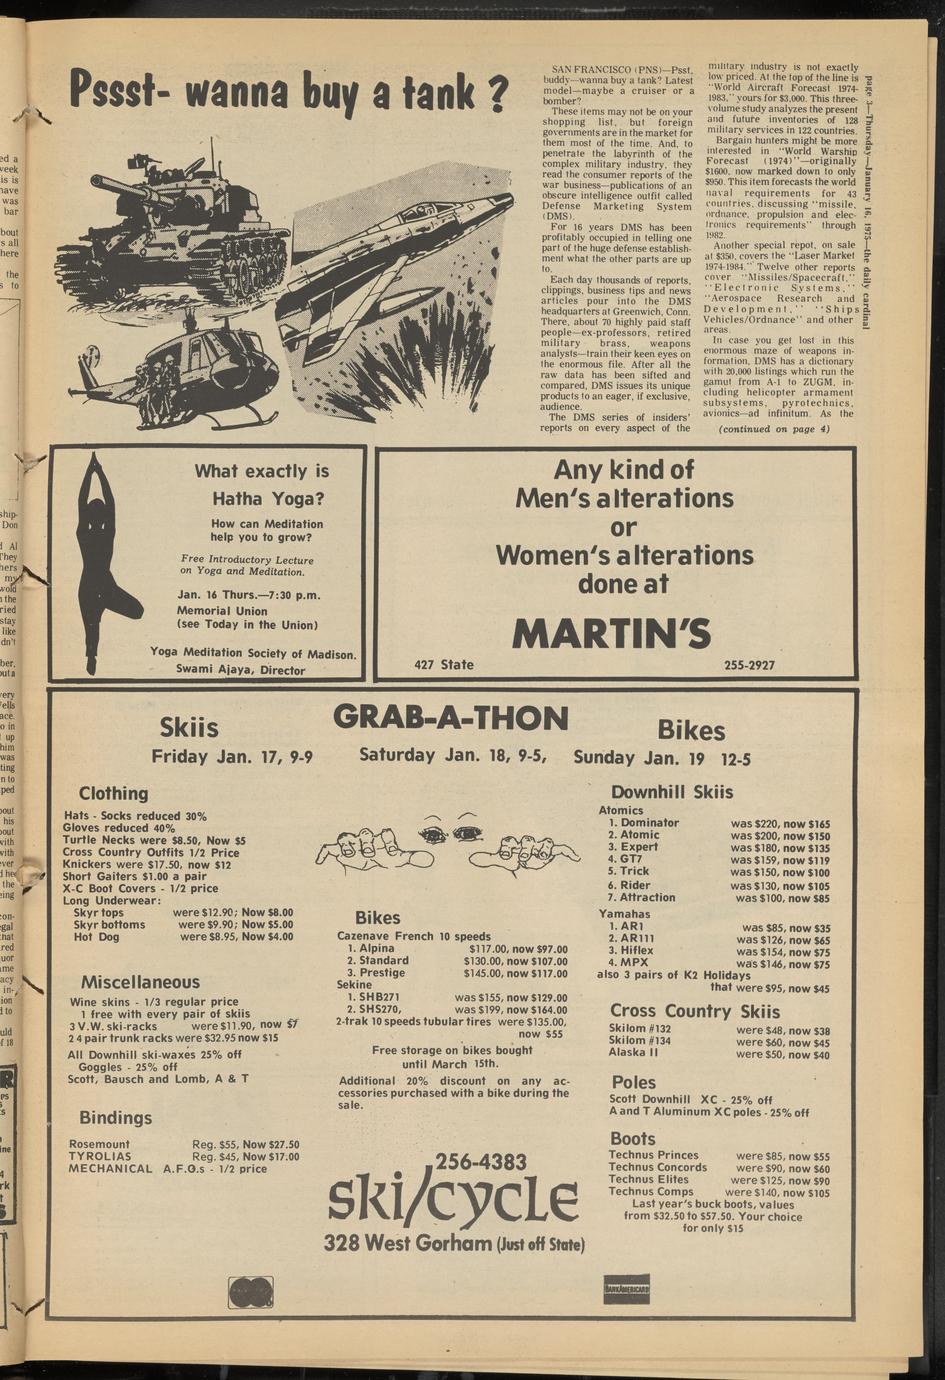 Pssst- wanna buy a tank ?
SAN FRANCISCO (PNS)—Psst,
buddy—wanna buy a tank? Latest
model—maybe a cruiser or a
bomber?
These items may not be on your
shopping list, but foreign
governments are in the market for
them most of the time. And, to
penetrate the labyrinth of the
complex military industry, they
read the consumer reports of the
war business—publications of an
obscure intelligence outfit called
Defense Marketing System
(DMS).
For 16 years DMS has been
profitably occupied in telling one
part of the huge defense establish-
ment what the other parts are up
to.
Each day thousands of reports,
clippings, business tips and news
articles pour into the DMS
headquarters at Greenwich, Conn.
There, about 70 highly paid staff
people—ex-professors, retired
military brass, weapons
analysts—train their keen eyes on
the enormous file. After all the
raw data has been sifted and
compared, DMS issues its unique
products to an eager, if exclusive,
audience.
The DMS series of insiders'
reports on every aspect of the
military industry is not exactly
low priced. At the top of the line is
"World Aircraft Forecast 1974-
1983," yours for $3,000. This three-
volume study analyzes the present
and future inventories of 128
military services in 122 countries.
Bargain hunters might be more
interested in "World Warship
Forecast (1974)"—originally
$1600, now marked down to only
$950. This item forecasts the world
naval requirements for 43
countries, discussing "missile,
ordnance, propulsion and elec-
tronics requirements" through
1982.
Another special repot, on sale
at $350, covers the "Laser Market
1974-1984." Twelve other reports
cover "Missiles/Spacecraft,"
"Electronic Systems,"
"Aerospace Research and
Development," "Ships
Vehicles/Ordnance" and other
areas.
In case you get lost in this
enormous maze of weapons in-
formation, DMS has a dictionary
with 20,000 listings which run the
gamut from A-1 to ZUGM, in-
cluding helicopter armament
subsystems, pyrotechnics,
avionics—ad infinitum. As the
(continued on page 4)
page 3—Thursday—January 16, 1975—the daily cardinal
What exactly is
Hatha Yoga?
How can Meditation
help you to grow?
Free Introductory Lecture
on Yoga and Meditation.
Jan. 16 Thurs.—7:30 p.m.
Memorial Union
(see Today in the Union)
Yoga Meditation Society of Madison.
Swami Ajaya, Director
Any kind of
Men's alterations
or
Women's alterations
done at
MARTIN'S
427 State 255-2927
GRAB-A-THON
Skiis Bikes
Friday Jan. 17, 9-9 Saturday Jan. 18, 9-5, Sunday Jan. 19 12-5
Clothing
Hats - Socks reduced 30%
Gloves reduced 40%
Turtle Necks were $8.50, Now $5
Cross Country Outfits 1/2 Price
Knickers were $17.50, now $12
Short Gaiters $1.00 a pair
X-C Boot Covers - 1/2 price
Long Underwear:
Skyr tops were $12.90; Now $8.00
Skyr bottoms were $9.90; Now $5.00
Hot Dog were $8.95, Now $4.00
Miscellaneous
Wine skins - 1/3 regular price
1 free with every pair of skiis
3 V.W. ski-racks were $11.90, now $7
2 4 pair trunk racks were $32.95 now $15
All Downhill ski-waxes 25% off
Goggles - 25% off
Scott, Bausch and Lomb, A & T
Bindings
Rosemount Reg. $55, Now $27.50
TYROLIAS Reg. $45, Now $17.00
MECHANICAL A.F.G.s - 1/2 price
Bikes
Cazenave French 10 speeds
1. Alpina $117.00, now $97.00
2. Standard $130.00, now $107.00
3. Prestige $145.00, now $117.00
Sekine
1. SHB271 was $155, now $129.00
2. SHS270, was $199, now $164.00
2-trak 10 speeds tubular tires were $135.00,
now $55
Free storage on bikes bought
until March 15th.
Additional 20% discount on any ac-
cessories purchased with a bike during the
sale.
256-4383
ski/cycle
328 West Gorham (Just off State)
Downhill Skiis
Atomics
1. Dominator was $220, now $165
2. Atomic was $200, now $150
3. Expert was $180, now $135
4. GT7 was $159, now $119
5. Trick was $150, now $100
6. Rider was $130, now $105
7. Attraction was $100, now $85
Yamahas
1. AR1 was $85, now $35
2. AR111 was $126, now $65
3. Hiflex was $154, now $75
4. MPX was $146, now $75
also 3 pairs of K2 Holidays
that were $95, now $45
Cross Country Skiis
Skilom #132 were $48, now $38
Skilom #134 were $60, now $45
Alaska II were $50, now $40
Poles
Scott Downhill XC - 25% off
A and T Aluminum XC poles - 25% off
Boots
Technus Princes were $85, now $55
Technus Concords were $90, now $60
Technus Elites were $125, now $90
Technus Comps were $140, now $105
Last year's buck boots, values
from $32.50 to $57.50. Your choice
for only $15
BANKAMERICARD